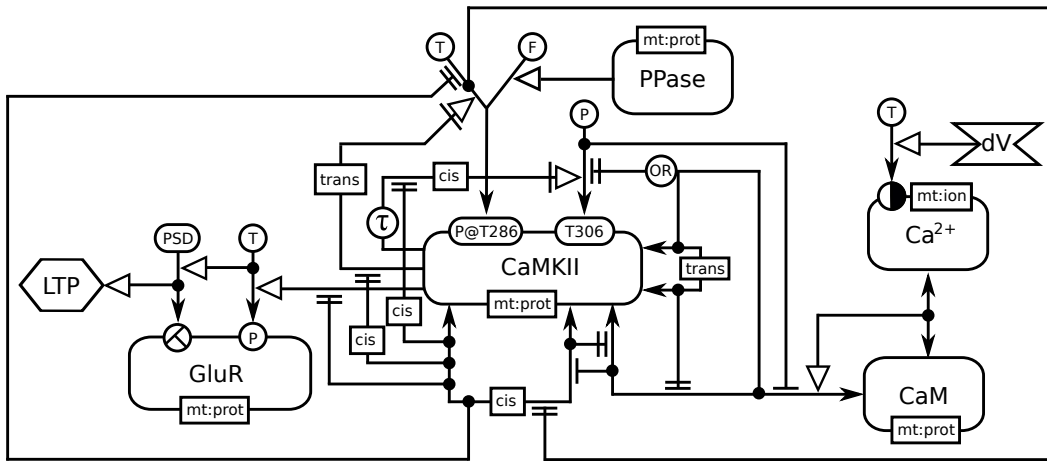 T
F
mt:prot
PPase
P
T
dV
trans
cis
OR
mt:ion
Ca2+
τ
P@T286
T306
CaMKII
mt:prot
trans
PSD
T
LTP
cis
cis
P
GluR
mt:prot
cis
CaM
mt:prot